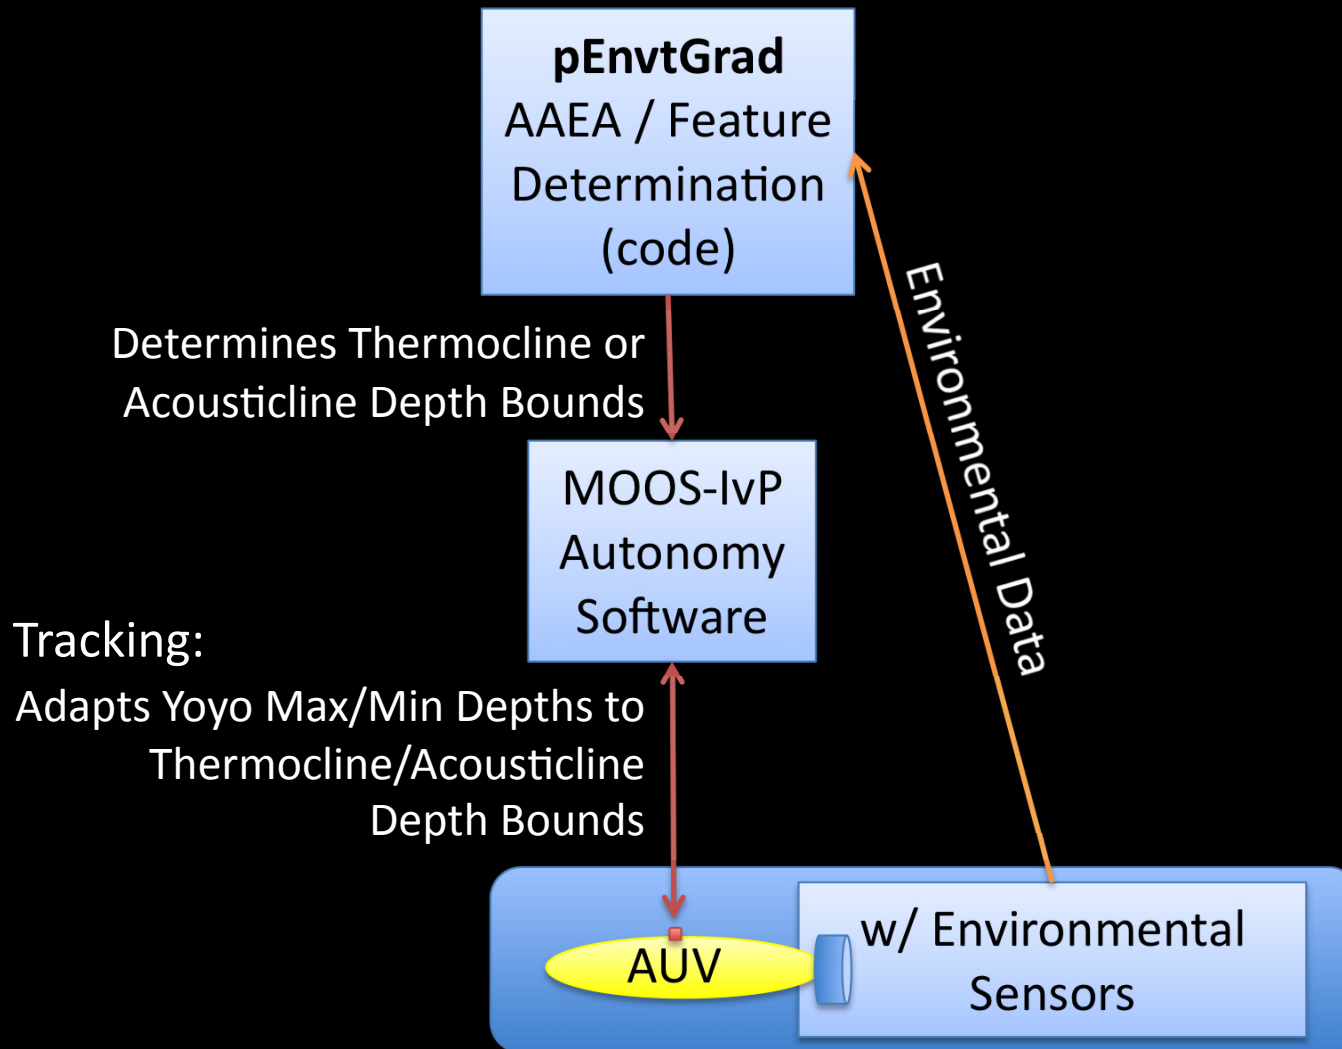 pEnvtGrad
AAEA / Feature
Determination
(code)
Determines Thermocline or
Acousticline Depth Bounds
Environmental Data
MOOS-IvP
Autonomy
Software
Tracking:
Adapts Yoyo Max/Min Depths to
Thermocline/Acousticline
Depth Bounds
AUV
w/ Environmental
Sensors